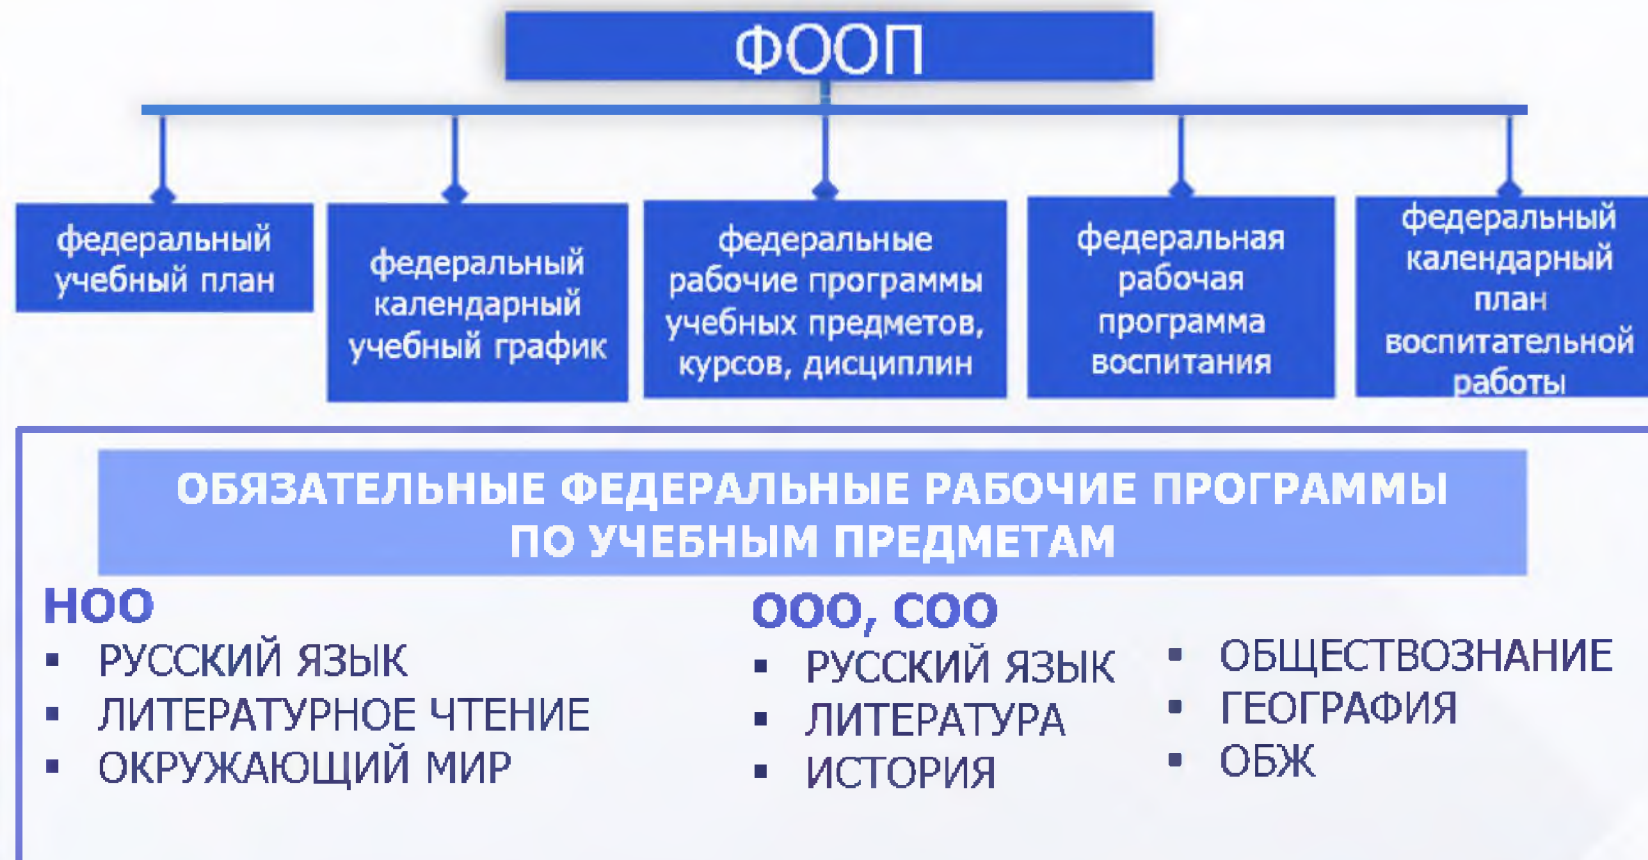 ФООП
федеральный
учебный план
федеральный
календарный
учебный график
федеральные
рабочие программы
учебных предметов,
курсов, дисциплин
федеральная
рабочая
программа
воспитания
федеральный
календарный
план
воспитательной
работы
ОБЯЗАТЕЛЬНЫЕ ФЕДЕРАЛЬНЫЕ РАБОЧИЕ ПРОГРАММЫ
ПО УЧЕБНЫМ ПРЕДМЕТАМ
НОО
▪ РУССКИЙ ЯЗЫК
▪ ЛИТЕРАТУРНОЕ ЧТЕНИЕ
▪ ОКРУЖАЮЩИЙ МИР
ООО, СОО
▪ РУССКИЙ ЯЗЫК
▪ ЛИТЕРАТУРА
▪ ИСТОРИЯ
▪ ОБЩЕСТВОЗНАНИЕ
▪ ГЕОГРАФИЯ
▪ ОБЖ